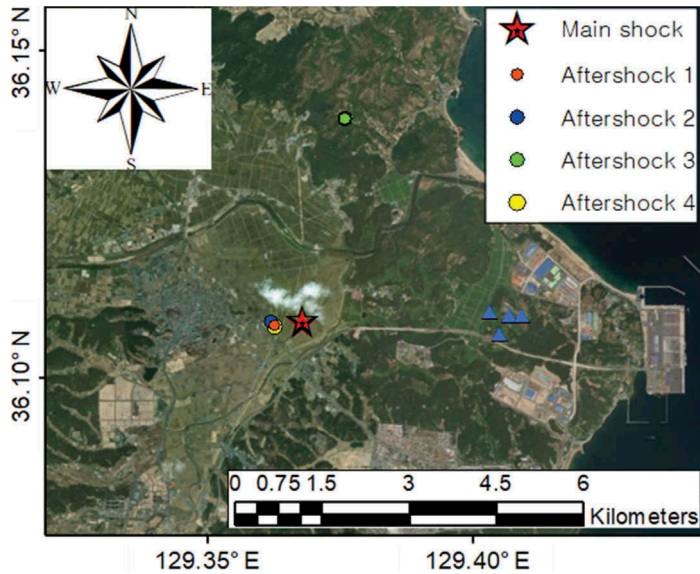 N
W E
S
Main shock
Aftershock 1
Aftershock 2
Aftershock 3
Aftershock 4
36.15° N
36.10° N
0 0.75 1.5 3 4.5 6
Kilometers
129.35° E
129.40° E